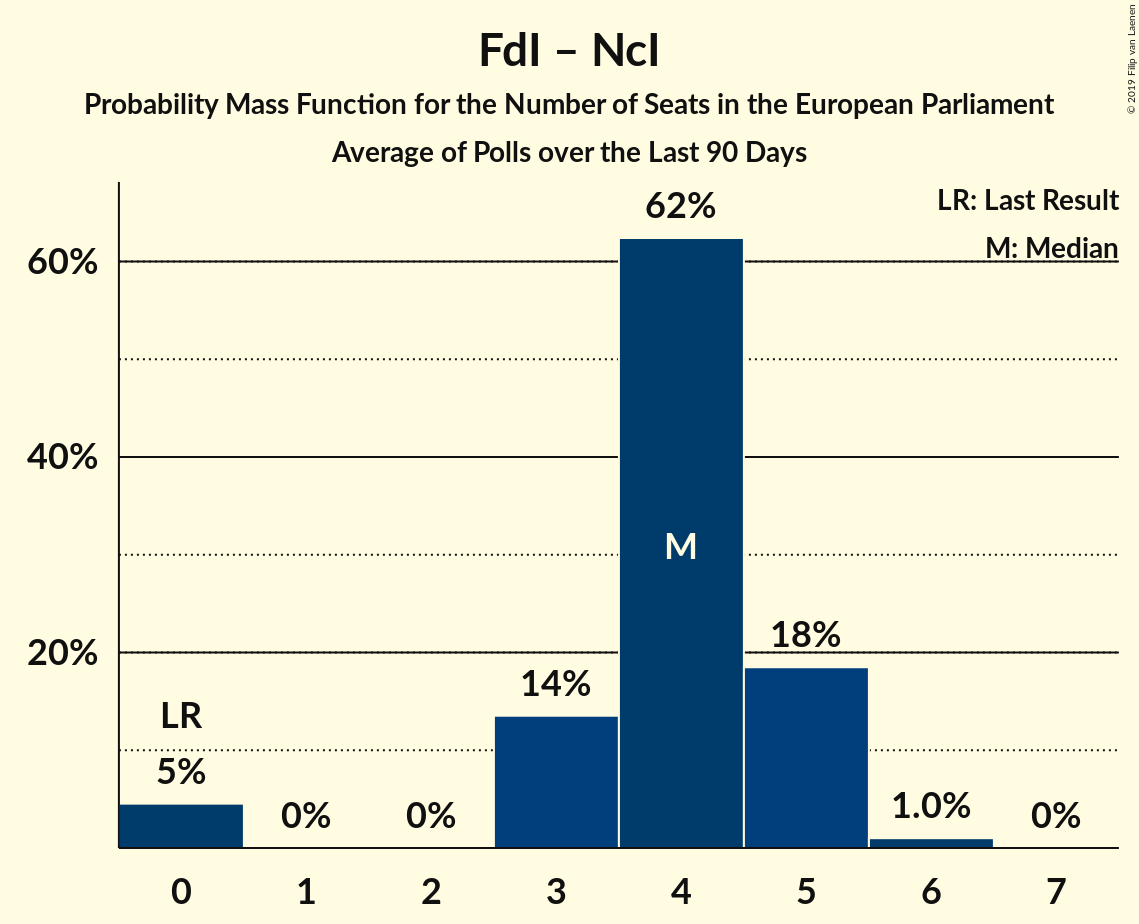 FdI – NcI
Probability Mass Function for the Number of Seats in the European Parliament
Average of Polls over the Last 90 Days
© 2019 Filip van Laenen
LR: Last Result
M: Median
62%
60%
40%
M
20%
18%
14%
LR
5%
0%
0%
1.0%
0%
0 1 2 3 4 5 6 7